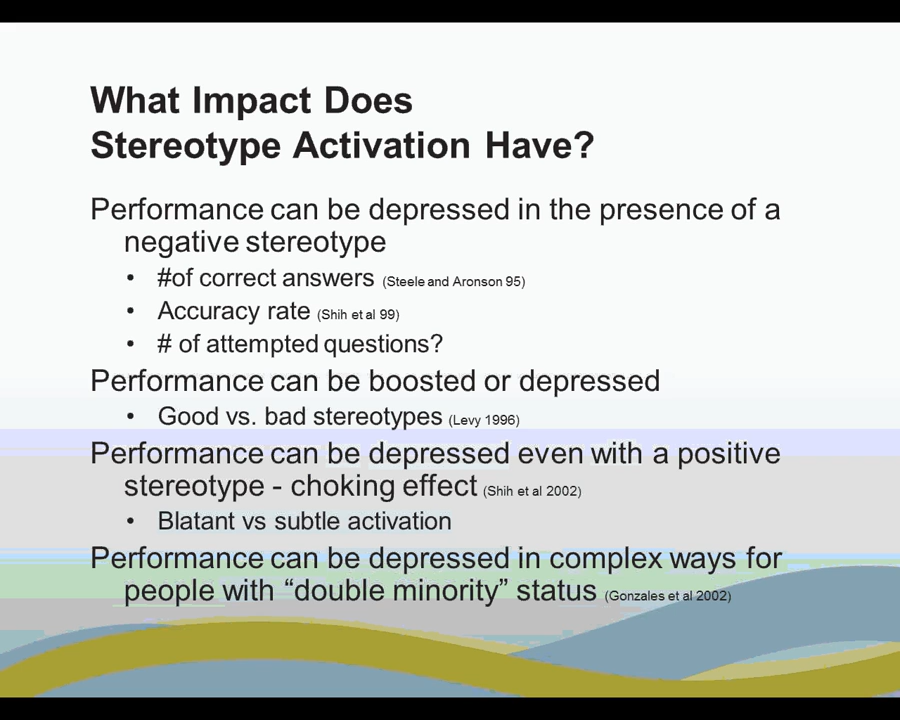 What Impact Does
Stereotype Activation Have?
Performance can be depressed in the presence of a
negative stereotype
• #of correct answers (Steele and Aronson 95)
• Accuracy rate (Shih et al 99)
• # of attempted questions?
Performance can be boosted or depressed
• Good vs. bad stereotypes (Levy 1996)
Performance can be depressed even with a positive
stereotype - choking effect (Shih et al 2002)
• Blatant vs subtle activation
Performance can be depressed in complex ways for
people with “double minority” status (Gonzales et al 2002)